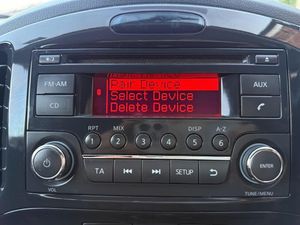 Pair Device
Select Device
Delete Device
FM·AM
AUX
CD
RPT
MIX
DISP
A-Z
1
2
3
4
5
6
VOL
TA
SETUP
ENTER
TUNE/MENU